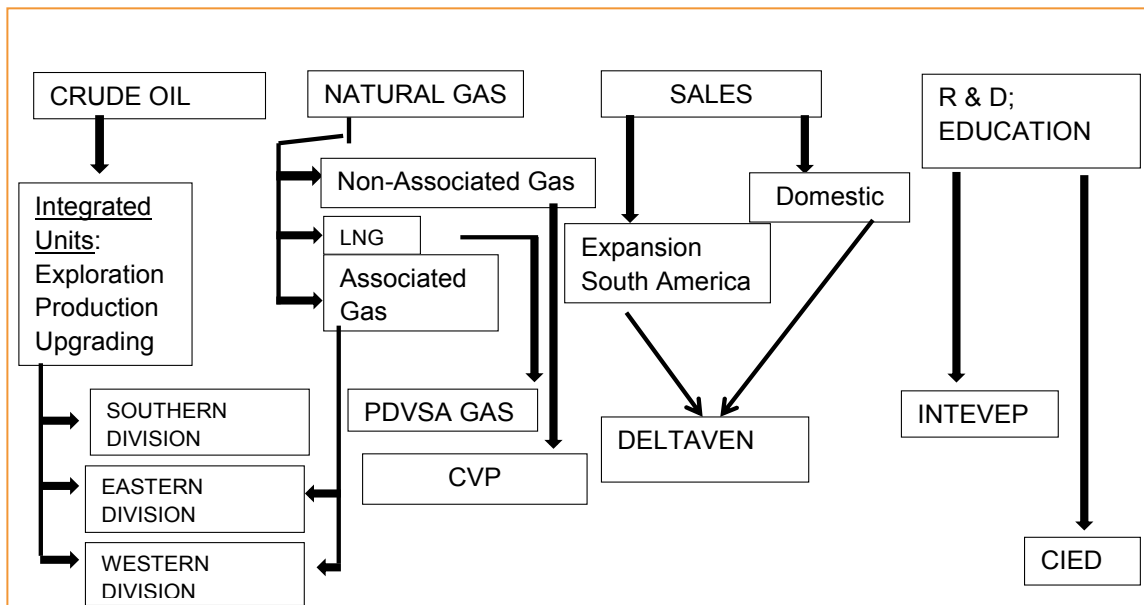 CRUDE OIL
NATURAL GAS
SALES
R & D;
EDUCATION
Non-Associated Gas
Domestic
Integrated
Units:
Exploration
Production
Upgrading
LNG
Expansion
South America
Associated
Gas
SOUTHERN
DIVISION
PDVSA GAS
DELTAVEN
INTEVEP
CVP
EASTERN
DIVISION
WESTERN
DIVISION
CIED